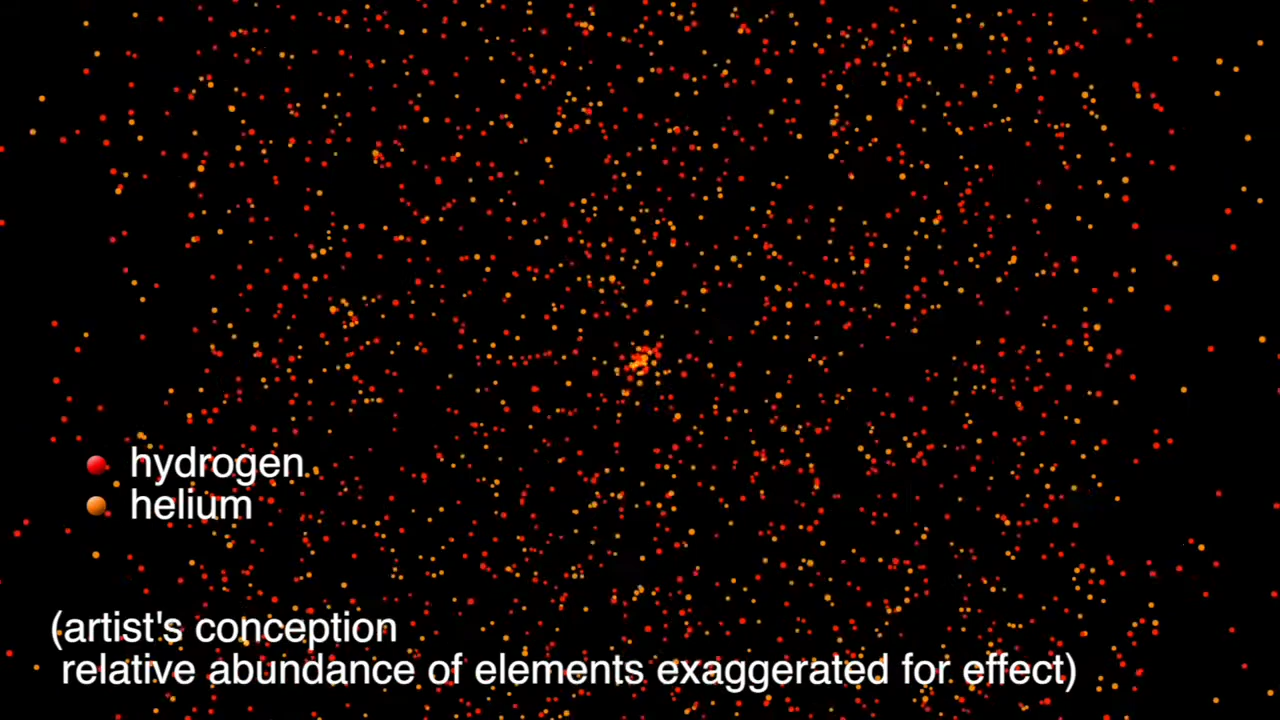 hydrogen
helium
(artist's conception
relative abundance of elements exaggerated for effect)